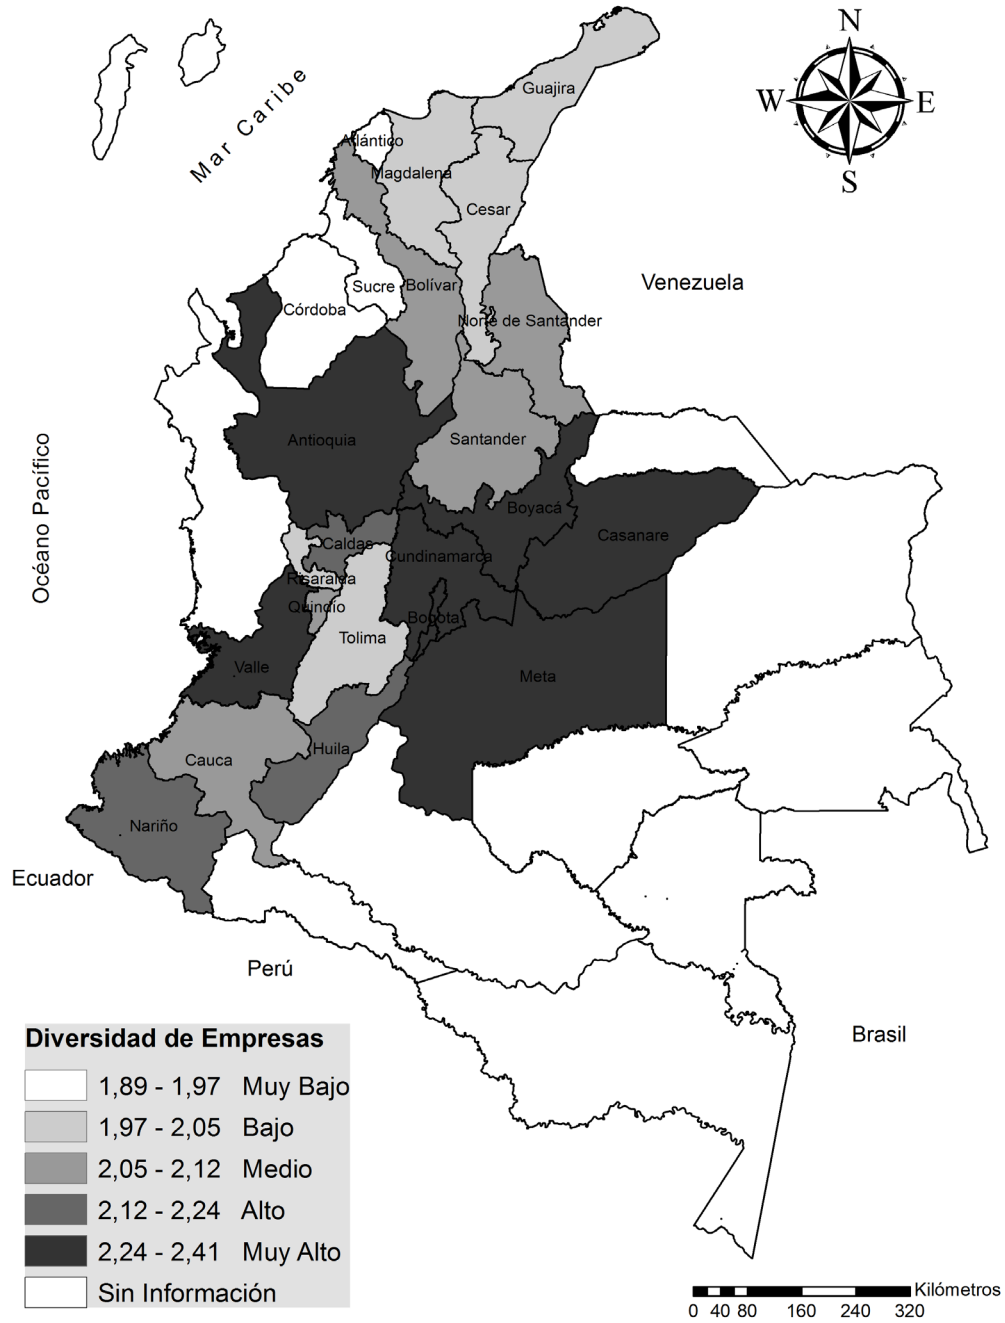 N
W
E
S
Mar Caribe
Guajira
Atlántico
Magdalena
Cesar
Venezuela
Sucre
Bolívar
Córdoba
Norte de Santander
Océano Pacífico
Antioquia
Santander
Boyacá
Casanare
Caldas
Cundinamarca
Risaralda
Quindío
Bogota
Tolima
Valle
Meta
Huila
Cauca
Nariño
Ecuador
Perú
Brasil
Diversidad de Empresas
1,89 - 1,97 Muy Bajo
1,97 - 2,05 Bajo
2,05 - 2,12 Medio
2,12 - 2,24 Alto
2,24 - 2,41 Muy Alto
Sin Información
Kilómetros
0 40 80 160 240 320